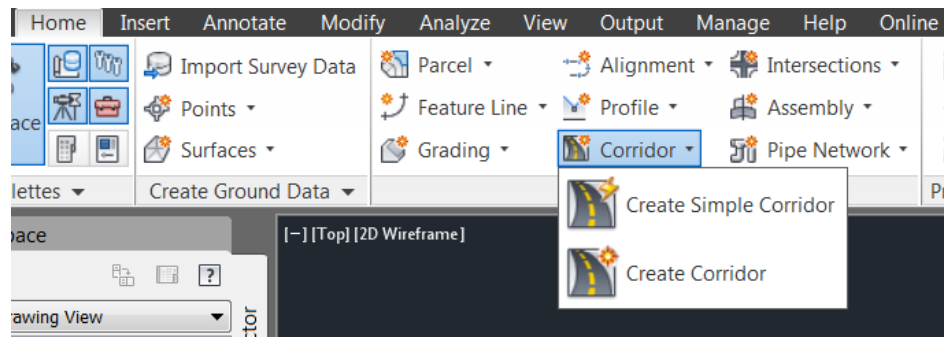 Home Insert Annotate Modify Analyze View Output Manage Help Online
Import Survey Data Parcel Alignment Intersections
ace Points Feature Line Profile Assembly
Surfaces Grading Corridor Pipe Network
lettes Create Ground Data
Create Simple Corridor
pace [−] [Top] [2D Wireframe]
Create Corridor
?
rawing View
tor